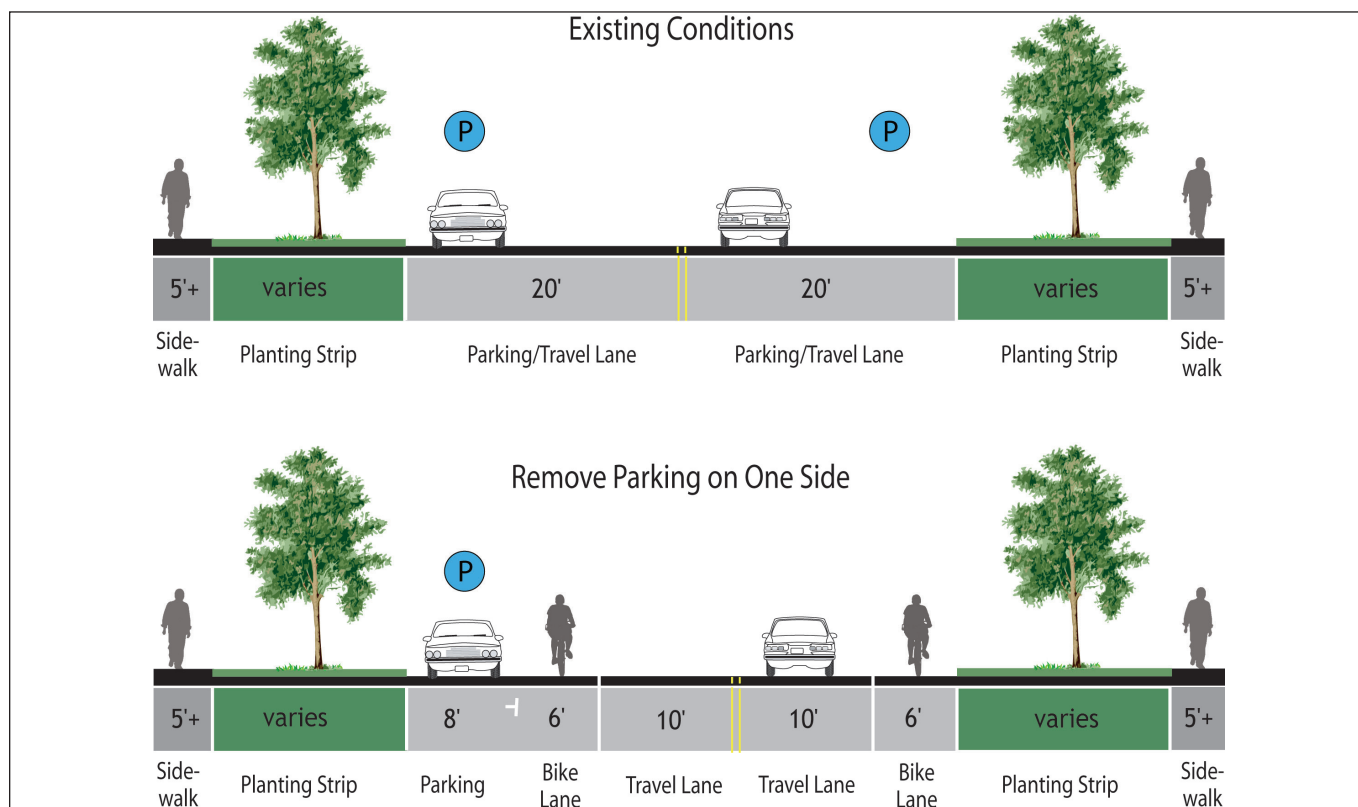 Existing Conditions
P P
5'+ varies 20' 20' varies 5'+
Side-
walk
Planting Strip
Parking/Travel Lane
Parking/Travel Lane
Planting Strip
Side-
walk
Remove Parking on One Side
P
5'+ varies 8' 6' 10' 10' 6' varies 5'+
Side-
walk
Planting Strip
Parking
Bike
Lane
Travel Lane
Travel Lane
Bike
Lane
Planting Strip
Side-
walk